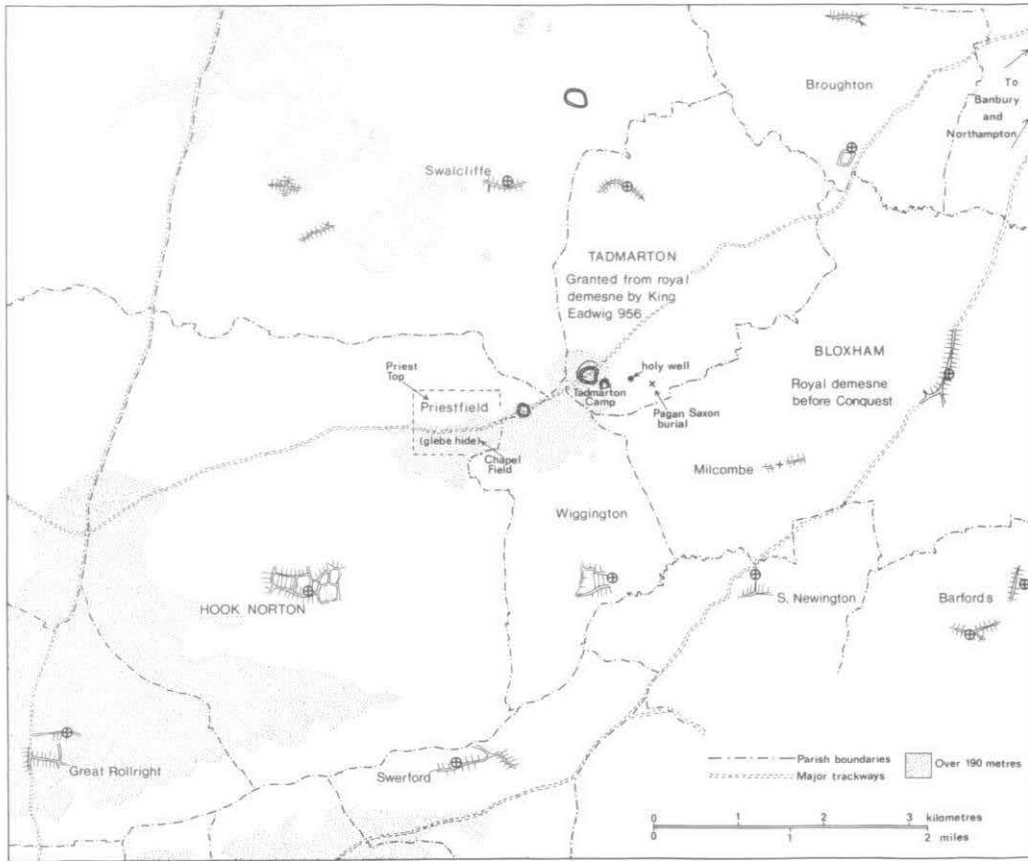 Broughton
To
Banbury
and
Northampton
Swalcliffe
TADMARTON
Granted from royal
demesne by King
Eadwig 956
Priest
Top
Priestfield
(glebe hide)
Chapel
Field
Tadmarton
Camp
holy well
Pagan Saxon
burial
BLOXHAM
Royal demesne
before Conquest
Milcombe
Wiggington
HOOK NORTON
S. Newington
Barfords
Great Rollright
Swerford
Parish boundaries
Major trackways
Over 190 metres
0 1 2 3 kilometres
0 1 2 miles